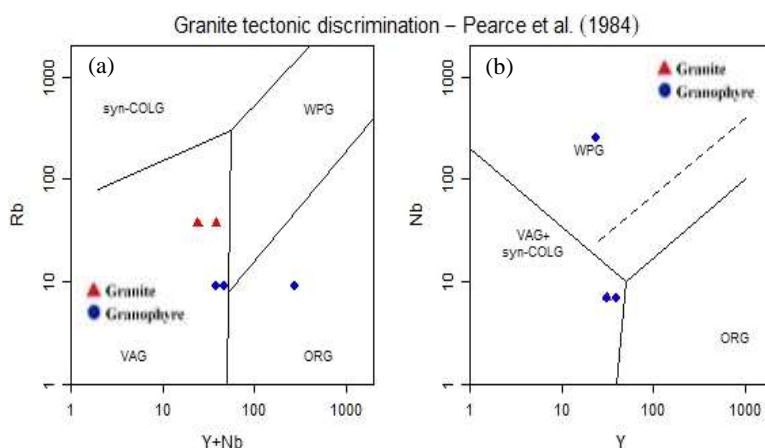 Granite tectonic discrimination – Pearce et al. (1984)
(a)
syn-COLG
WPG
Granite
Granophyre
VAG
ORG
Rb
1
10
100
1000
1
10
100
1000
Y+Nb
(b)
Granite
Granophyre
WPG
VAG+
syn-COLG
ORG
Nb
1
10
100
1000
1
10
100
1000
Y